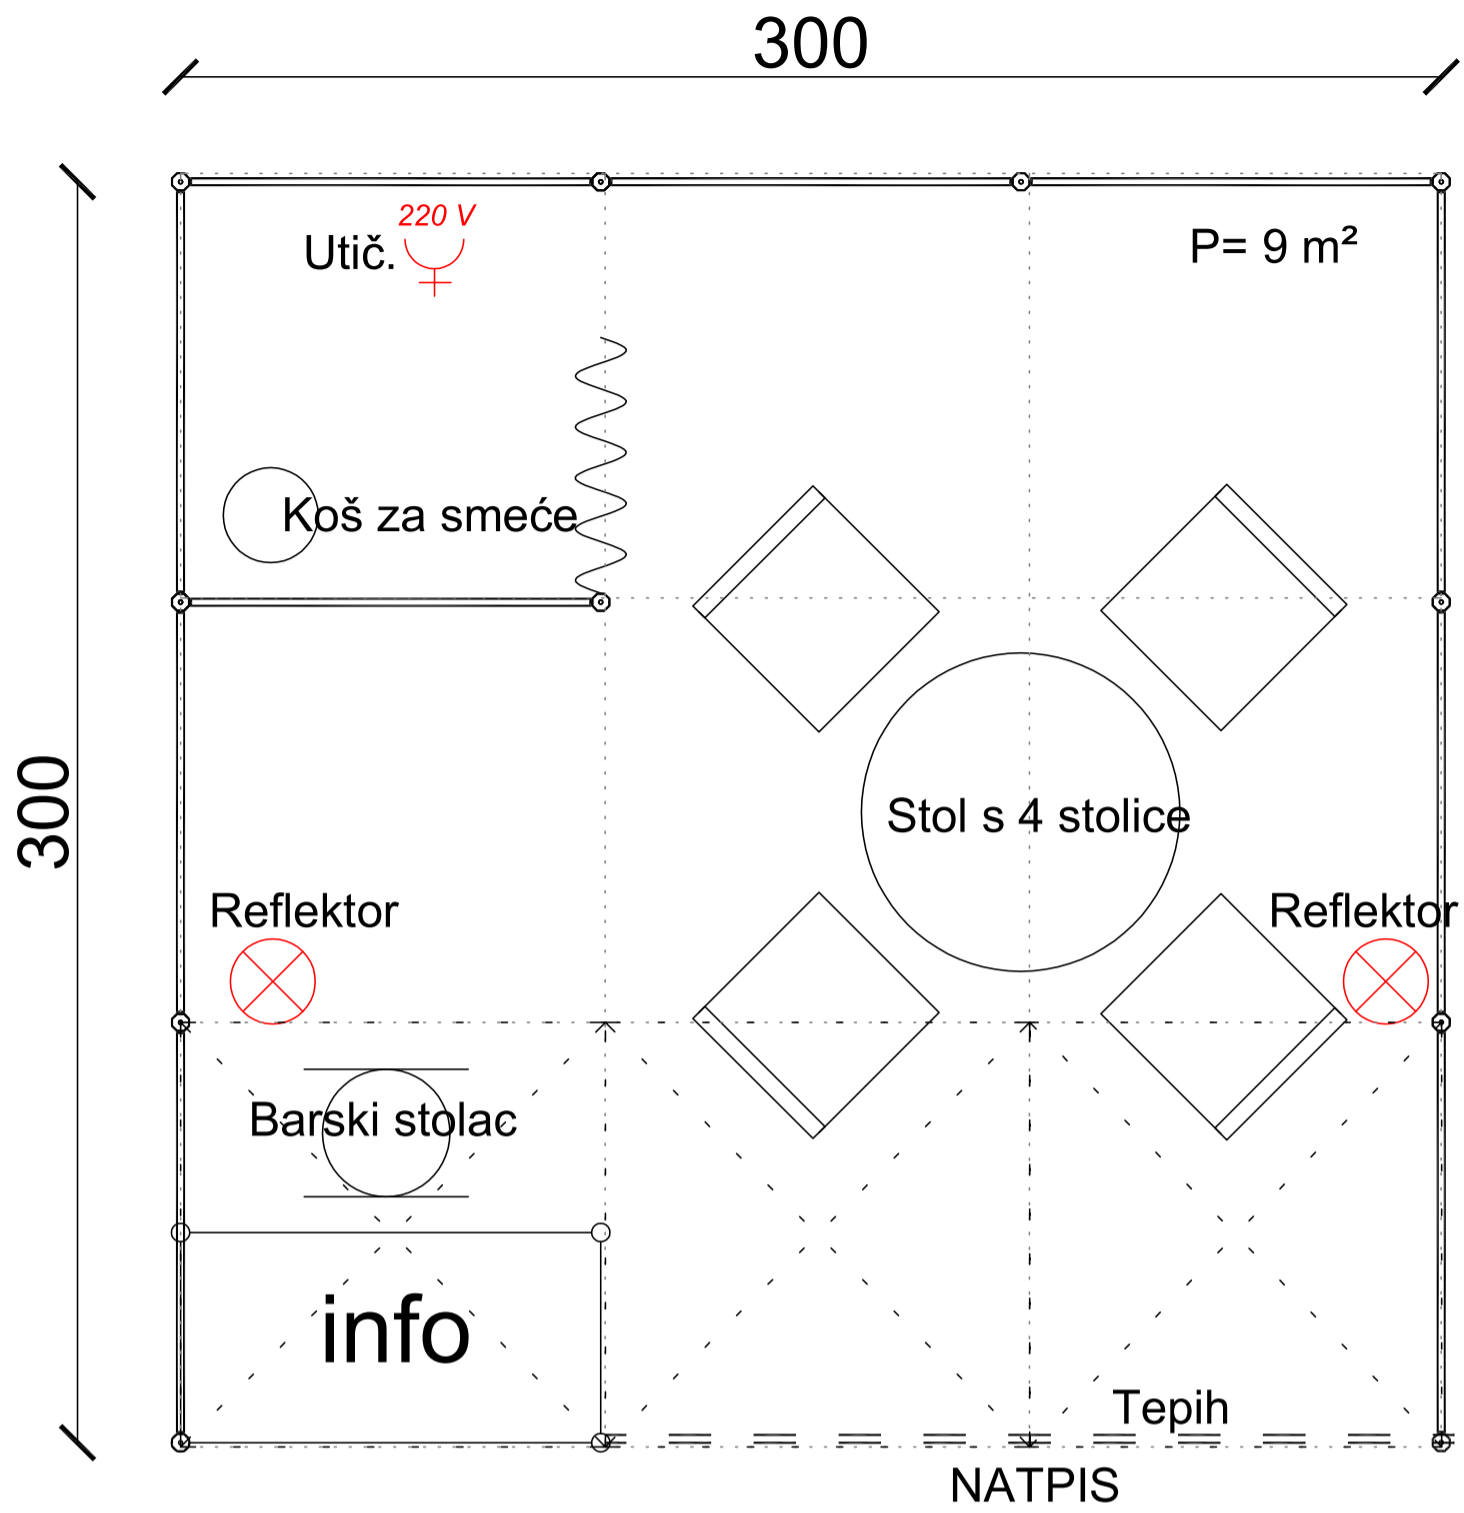 300
220 V
Utič.
P= 9 m²
Koš za smeće
300
Stol s 4 stolice
Reflektor
Reflektor
Barski stolac
info
Tepih
NATPIS